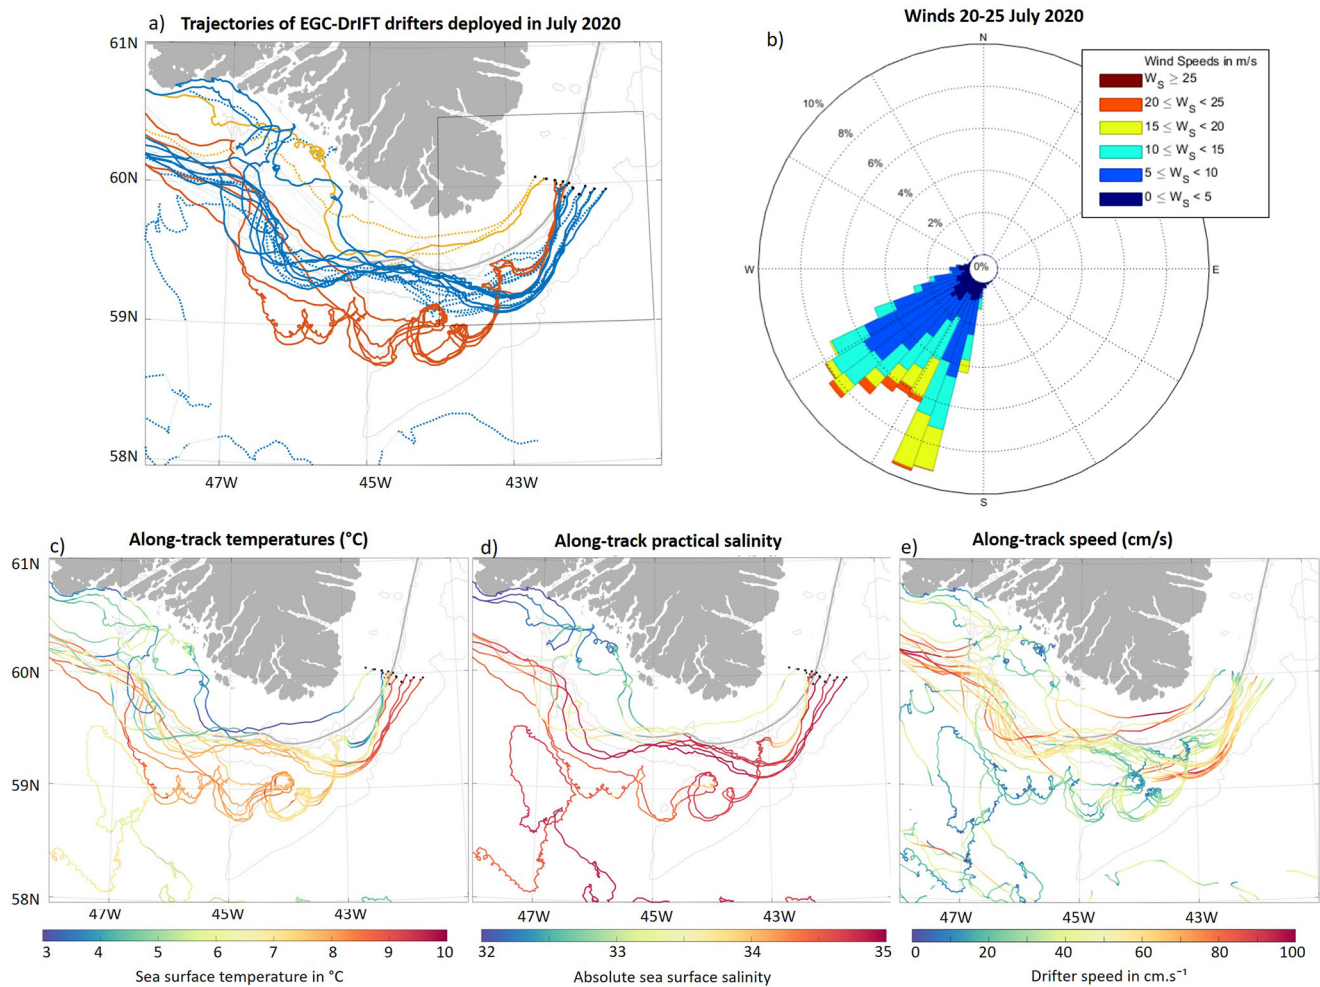 a) Trajectories of EGC-DrIFT drifters deployed in July 2020
61N
60N
59N
58N
47W 45W 43W
Winds 20-25 July 2020
b)
N
E
S
W
10%
8%
6%
4%
2%
0%
Wind Speeds in m/s
W_S ≥ 25
20 ≤ W_S < 25
15 ≤ W_S < 20
10 ≤ W_S < 15
5 ≤ W_S < 10
0 ≤ W_S < 5
c) Along-track temperatures (°C)
61N
60N
59N
58N
47W 45W 43W
3 4 5 6 7 8 9 10
Sea surface temperature in °C
d) Along-track practical salinity
47W 45W 43W
32 33 34 35
Absolute sea surface salinity
e) Along-track speed (cm/s)
47W 45W 43W
0 20 40 60 80 100
Drifter speed in cm.s⁻¹